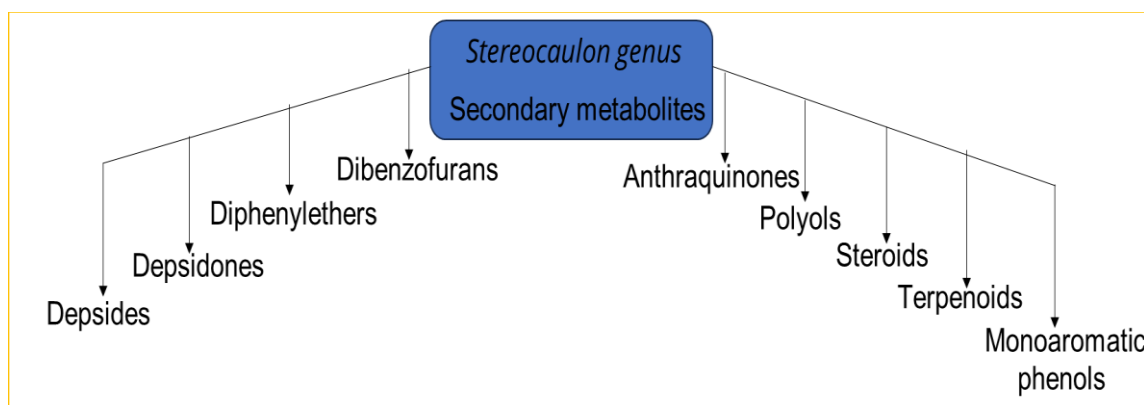 Stereocaulon genus
Secondary metabolites
Dibenzofurans
Diphenylethers
Depsidones
Depsides
Anthraquinones
Polyols
Steroids
Terpenoids
Monoaromatic
phenols